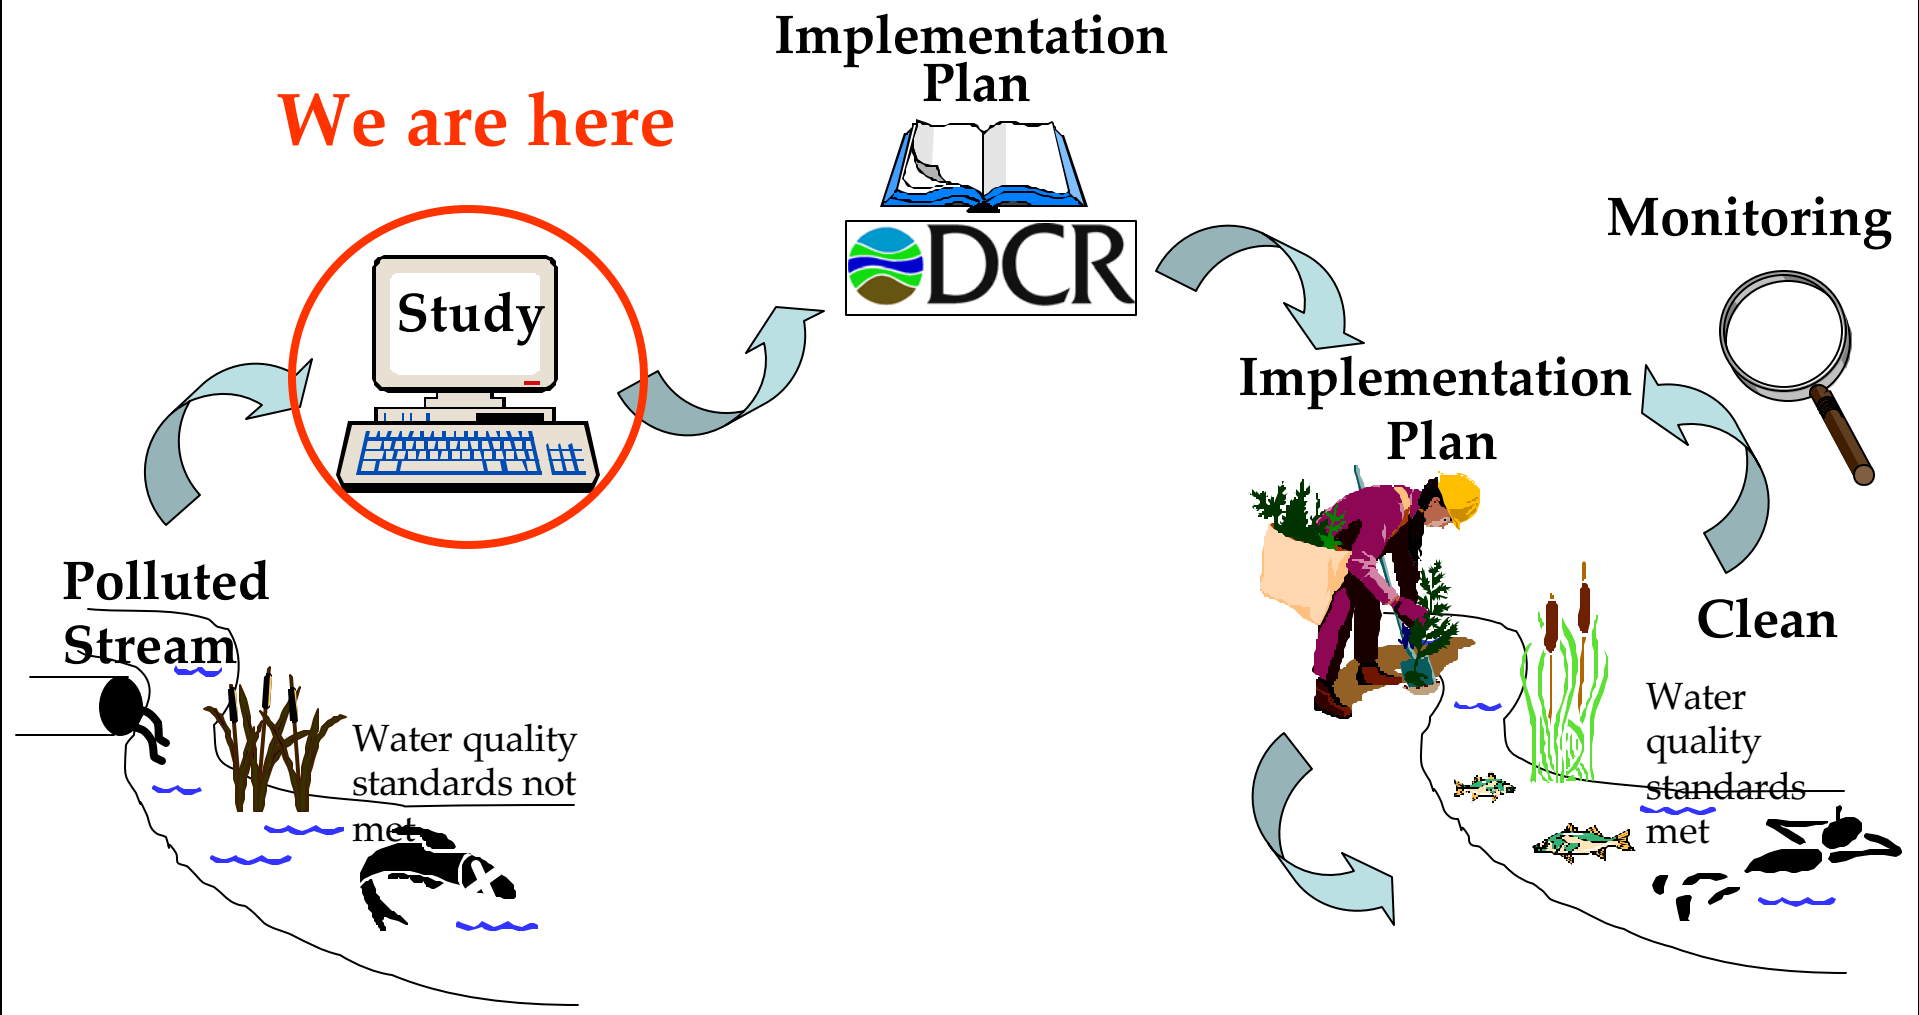 Implementation
Plan
We are here
DCR
Monitoring
Study
Implementation
Plan
Polluted
Stream
Clean
Water quality
standards not
met
Water
quality
standards
met